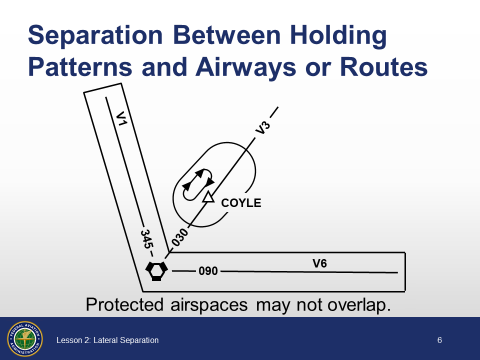 Separation Between Holding
Patterns and Airways or Routes
V1
V3
COYLE
345
030
090
V6
Protected airspaces may not overlap.
Lesson 2: Lateral Separation
6